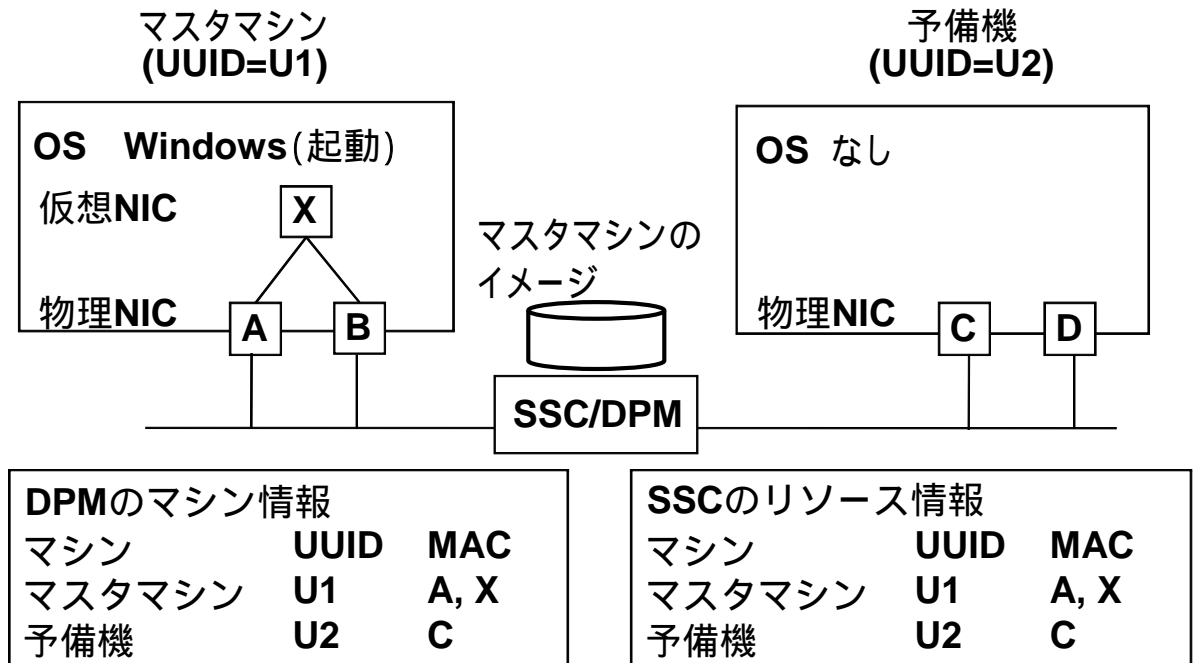 マスタマシン
(UUID=U1)
予備機
(UUID=U2)
OS Windows(起動)
仮想NIC
X
物理NIC
A
B
マスタマシンの
イメージ
SSC/DPM
OS なし
物理NIC
C
D
DPMのマシン情報
マシン UUID MAC
マスタマシン U1 A, X
予備機 U2 C
SSCのリソース情報
マシン UUID MAC
マスタマシン U1 A, X
予備機 U2 C